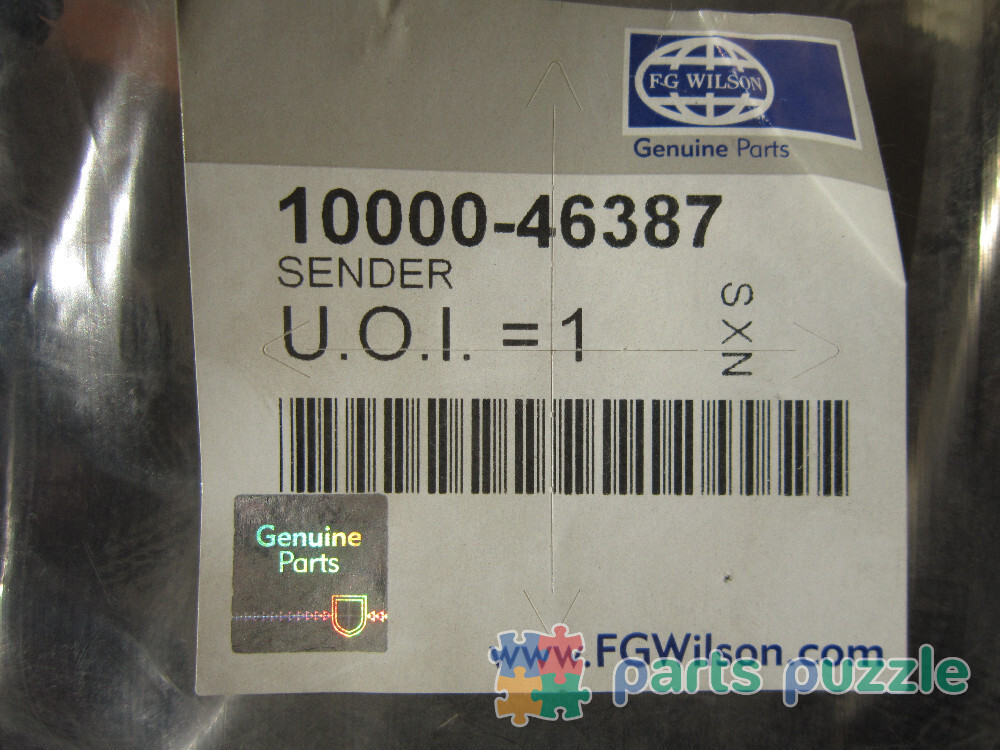 F.G WILSON
Genuine Parts
10000-46387
SENDER
U.O.I. = 1
SXN
Genuine
Parts
www.FGWilson.com
parts puzzle